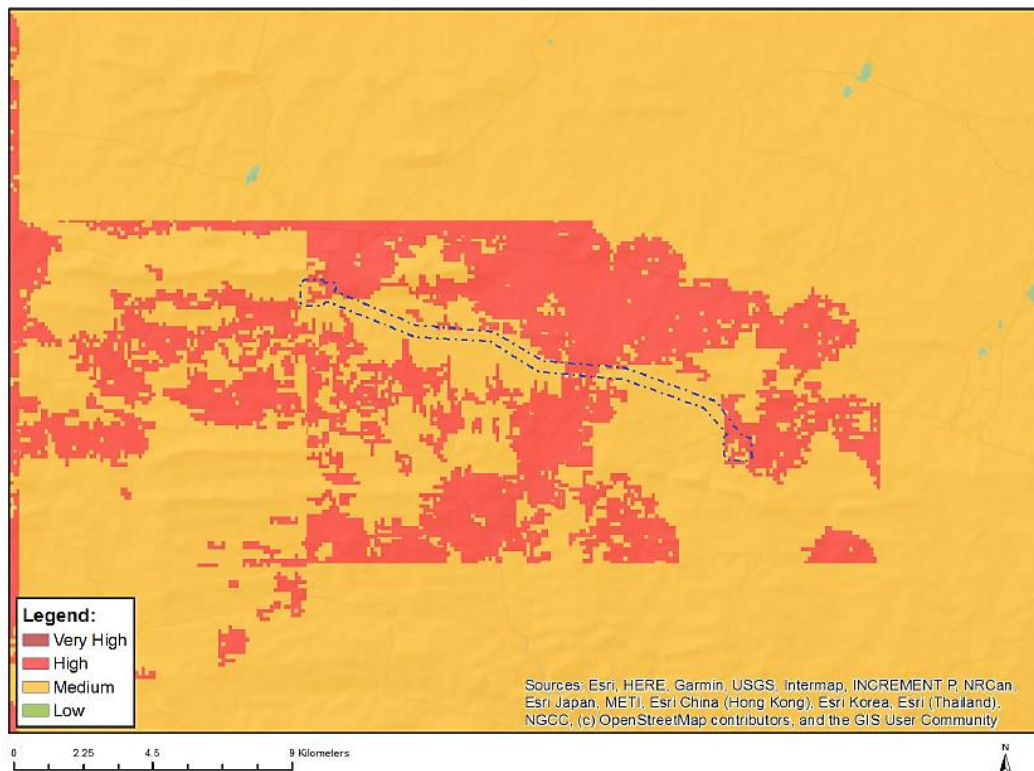 Legend:
Very High
High
Medium
Low
Sources: Esri, HERE, Garmin, USGS, Intermap, INCREMENT P, NRCan,
Esri Japan, METI, Esri China (Hong Kong), Esri Korea, Esri (Thailand),
NGCC, (c) OpenStreetMap contributors, and the GIS User Community
0 2.25 4.5 9 Kilometers
N